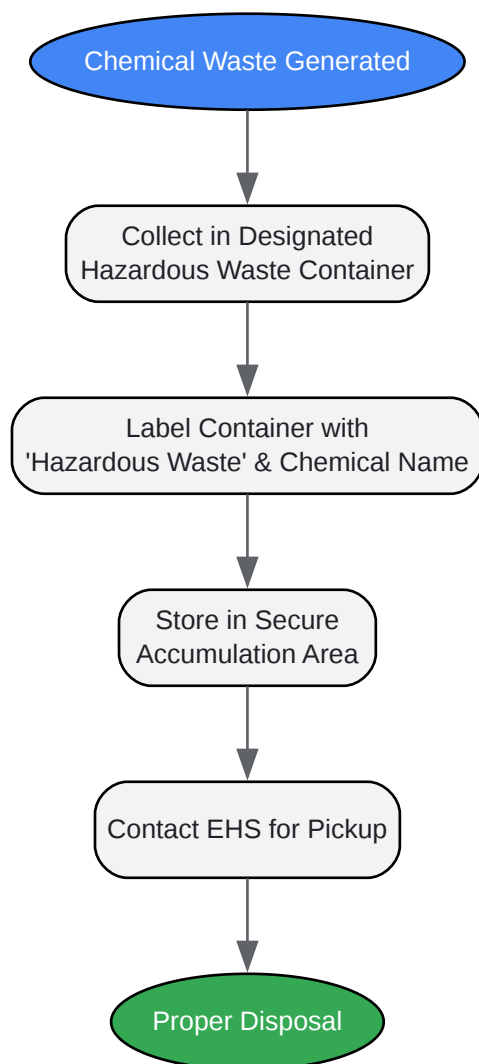 Chemical Waste Generated
Collect in Designated
Hazardous Waste Container
Label Container with
'Hazardous Waste' & Chemical Name
Store in Secure
Accumulation Area
Contact EHS for Pickup
Proper Disposal